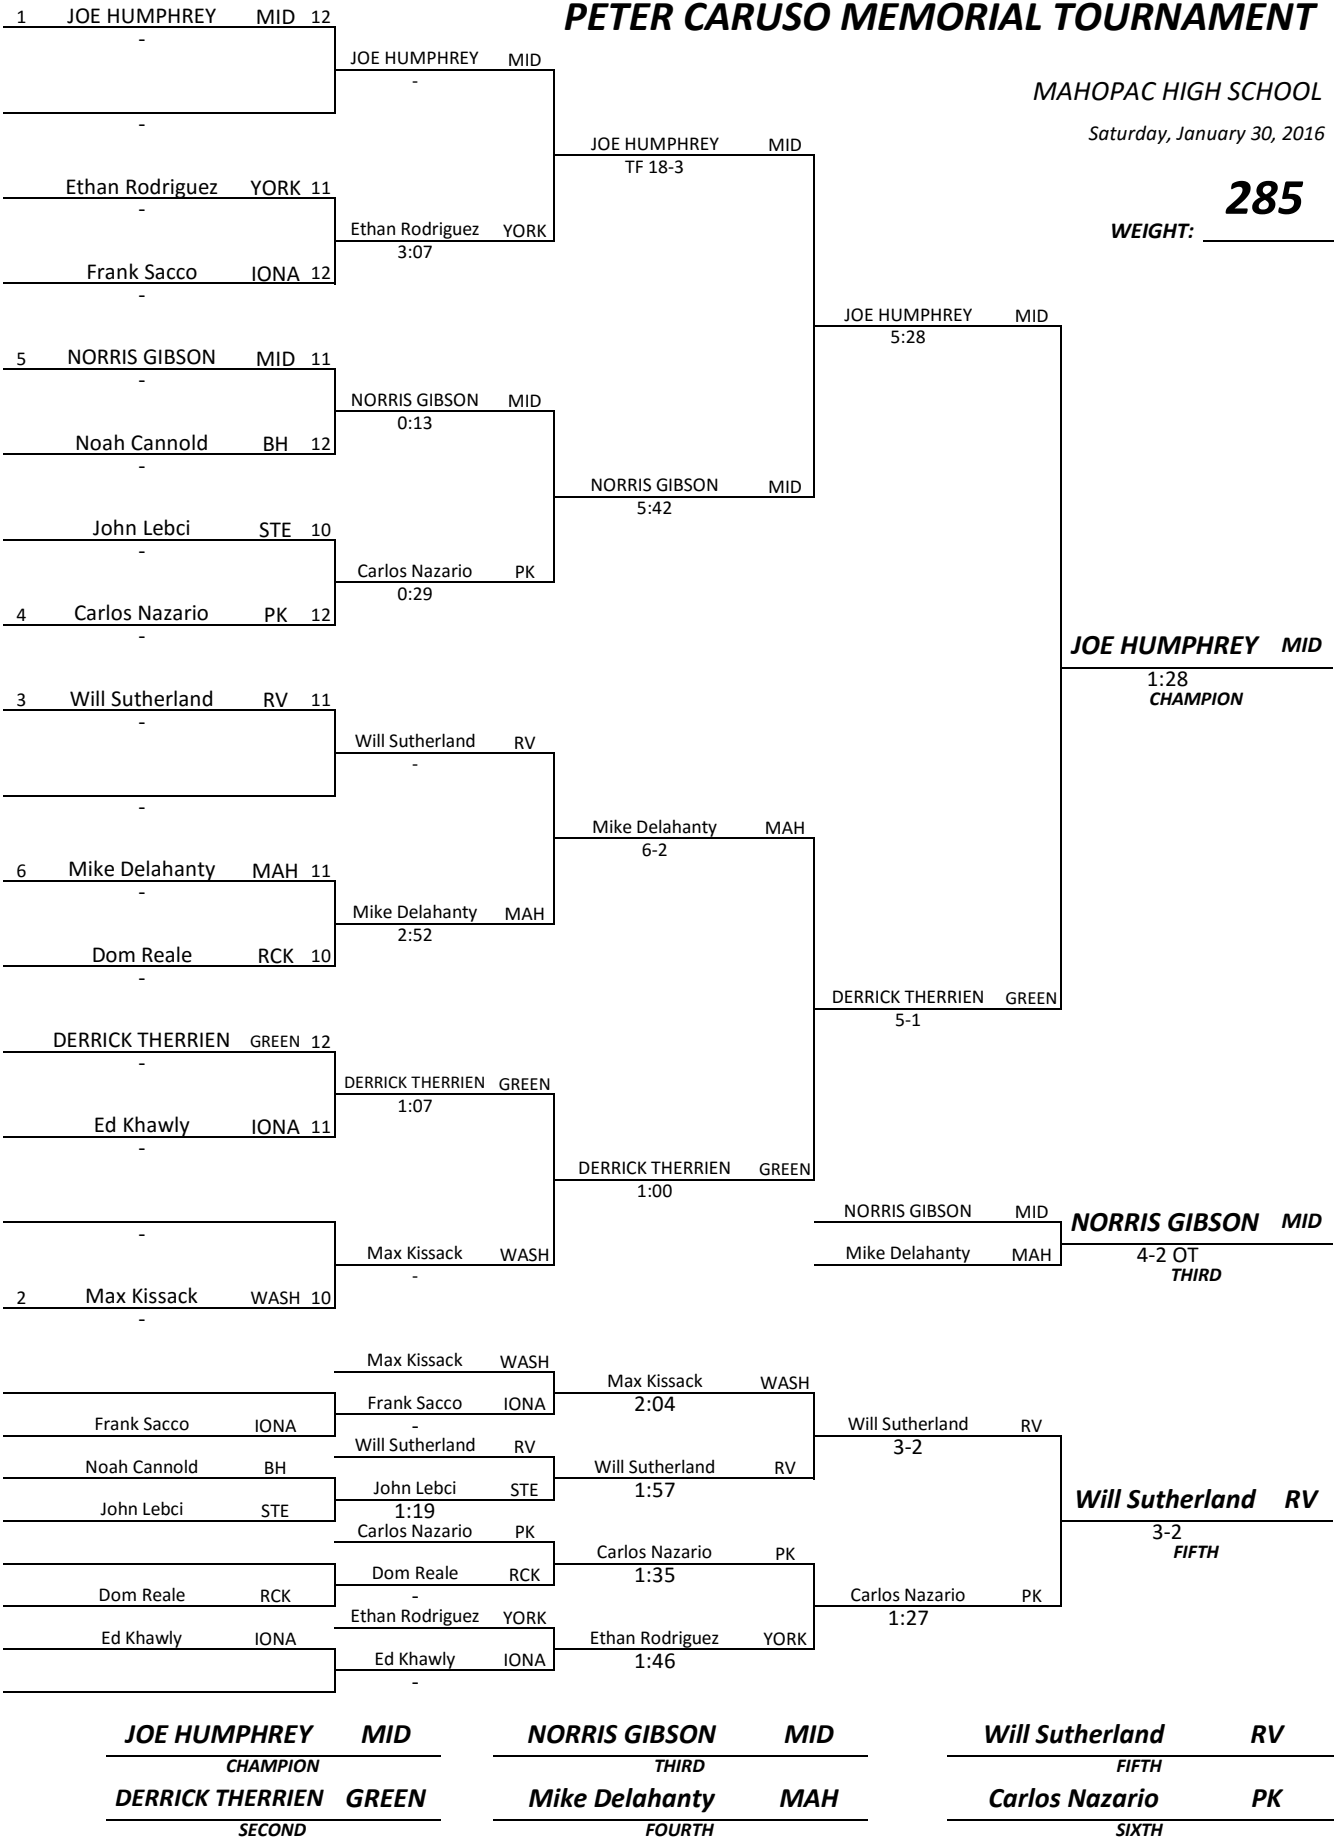 PETER CARUSO MEMORIAL TOURNAMENT
MAHOPAC HIGH SCHOOL
Saturday, January 30, 2016
WEIGHT: 285
1 JOE HUMPHREY MID 12
-
-
Ethan Rodriguez YORK 11
-
Frank Sacco IONA 12
-
5 NORRIS GIBSON MID 11
-
Noah Cannold BH 12
-
John Lebci STE 10
-
4 Carlos Nazario PK 12
-
3 Will Sutherland RV 11
-
-
6 Mike Delahanty MAH 11
-
Dom Reale RCK 10
-
DERRICK THERRIEN GREEN 12
-
Ed Khawly IONA 11
-
-
2 Max Kissack WASH 10
-
JOE HUMPHREY MID
-
Ethan Rodriguez YORK
3:07
NORRIS GIBSON MID
0:13
Carlos Nazario PK
0:29
Will Sutherland RV
-
Mike Delahanty MAH
2:52
DERRICK THERRIEN GREEN
1:07
Max Kissack WASH
-
JOE HUMPHREY MID
TF 18-3
NORRIS GIBSON MID
5:42
Mike Delahanty MAH
6-2
DERRICK THERRIEN GREEN
1:00
JOE HUMPHREY MID
5:28
DERRICK THERRIEN GREEN
5-1
JOE HUMPHREY MID
1:28
CHAMPION
NORRIS GIBSON MID
Mike Delahanty MAH
NORRIS GIBSON MID
4-2 OT
THIRD
Frank Sacco IONA
Noah Cannold BH
John Lebci STE
Dom Reale RCK
Ed Khawly IONA
Max Kissack WASH
Frank Sacco IONA
-
Will Sutherland RV
John Lebci STE
1:19
Carlos Nazario PK
Dom Reale RCK
-
Ethan Rodriguez YORK
Ed Khawly IONA
-
Max Kissack WASH
2:04
Will Sutherland RV
1:57
Carlos Nazario PK
1:35
Ethan Rodriguez YORK
1:46
Will Sutherland RV
3-2
Carlos Nazario PK
1:27
Will Sutherland RV
3-2
FIFTH
JOE HUMPHREY MID
CHAMPION
NORRIS GIBSON MID
THIRD
Will Sutherland RV
FIFTH
DERRICK THERRIEN GREEN
SECOND
Mike Delahanty MAH
FOURTH
Carlos Nazario PK
SIXTH